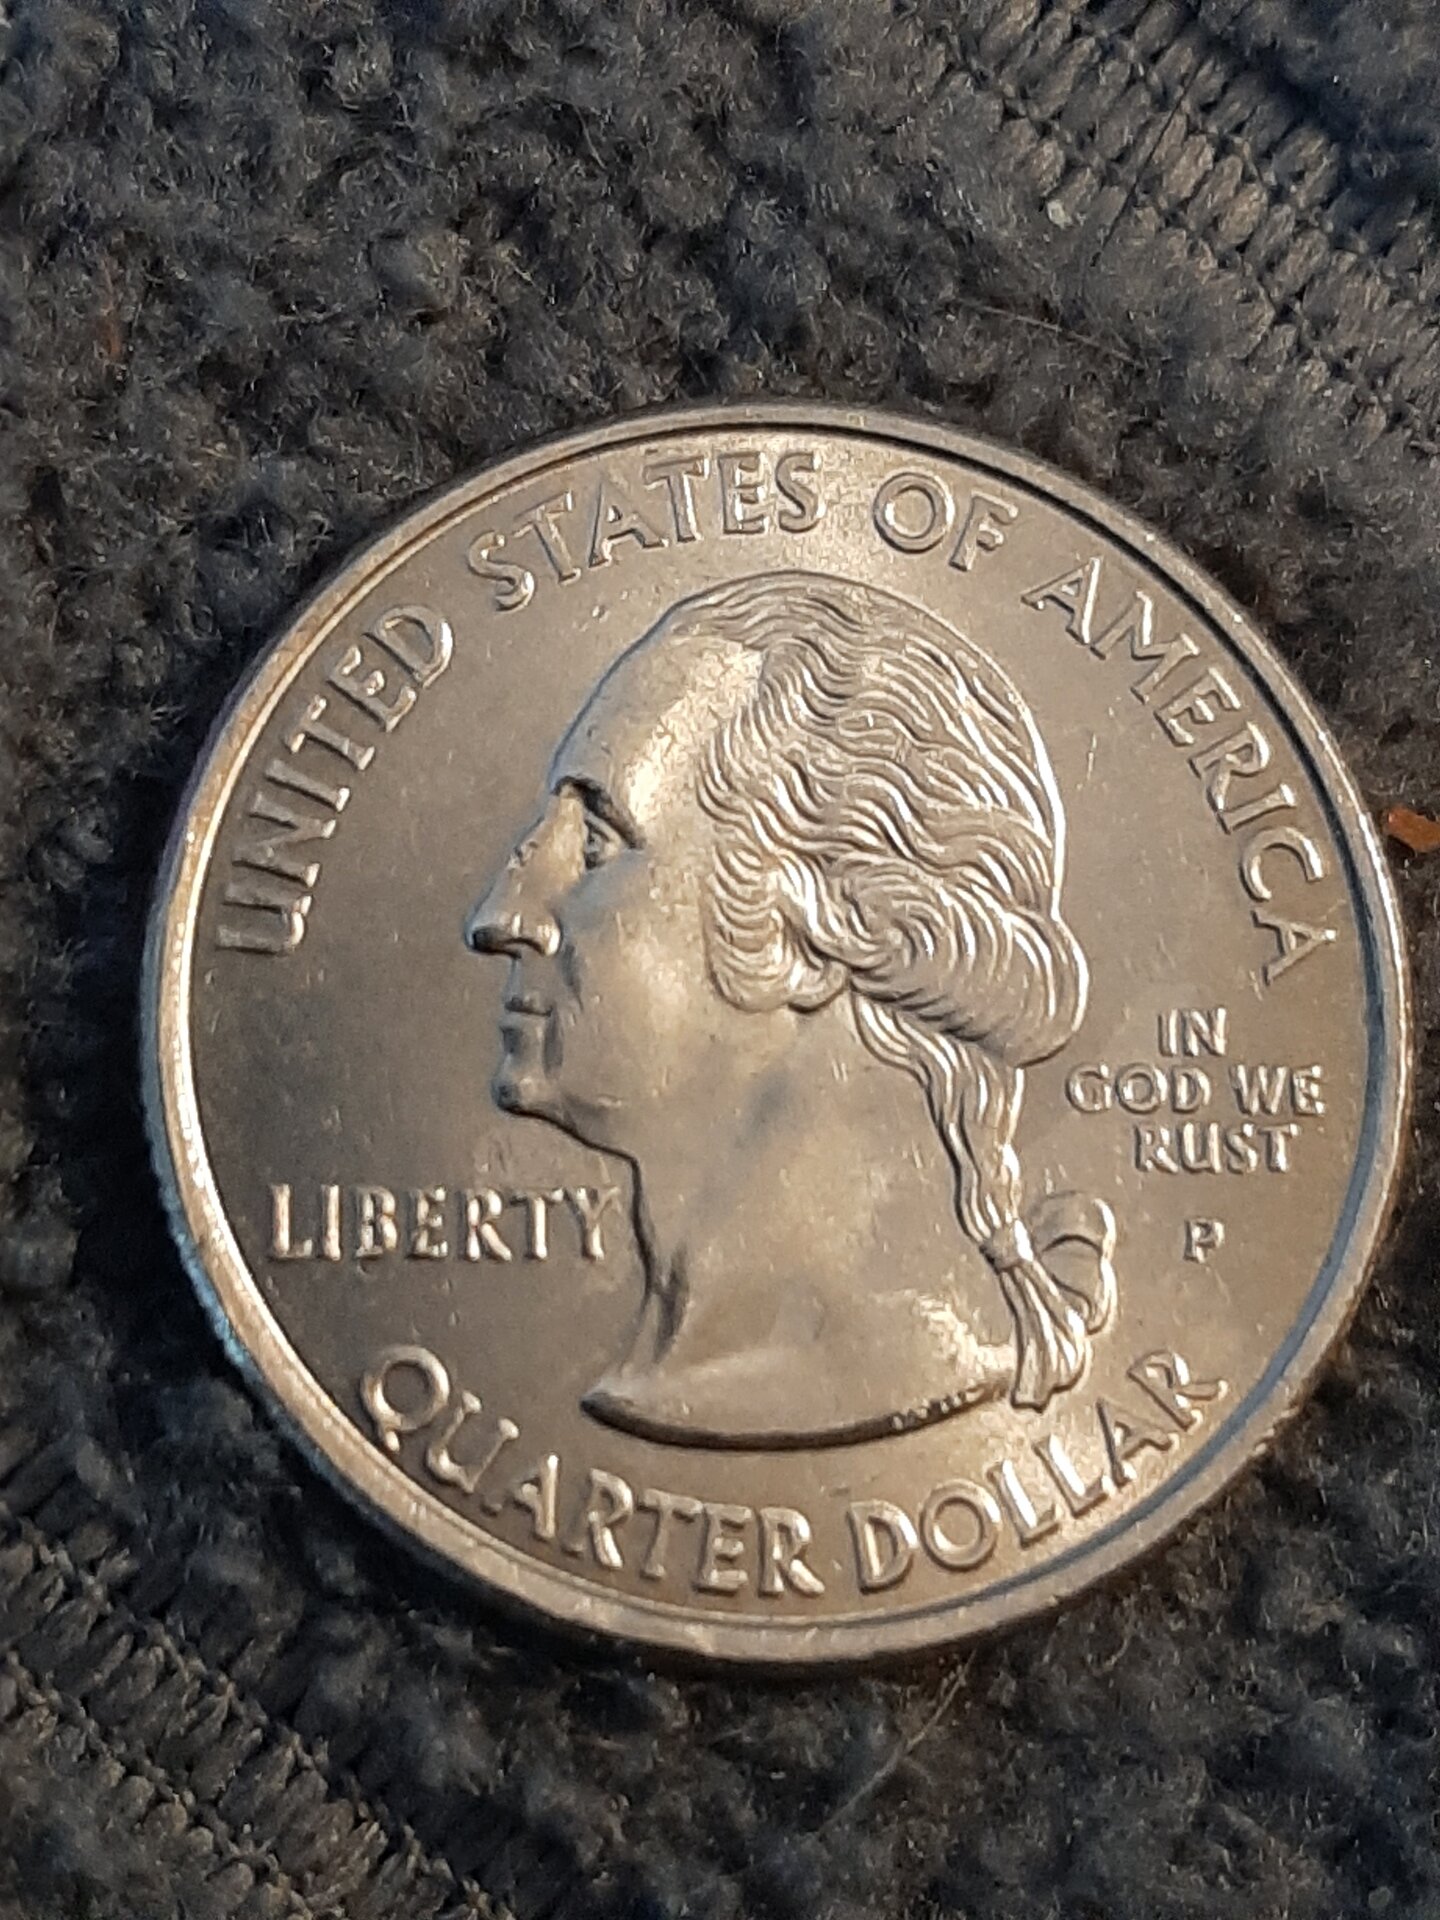 UNITED STATES OF AMERICA
IN
GOD WE
RUST
LIBERTY
P
QUARTER DOLLAR